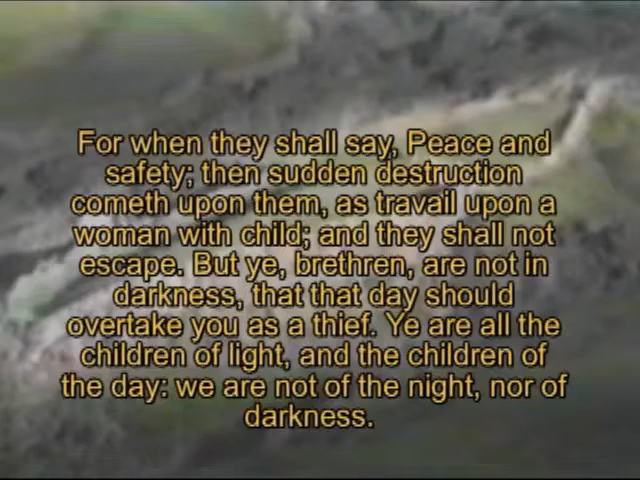 For when they shall say, Peace and
safety; then sudden destruction
cometh upon them, as travail upon a
woman with child; and they shall not
escape. But ye, brethren, are not in
darkness, that that day should
overtake you as a thief. Ye are all the
children of light, and the children of
the day: we are not of the night, nor of
darkness.